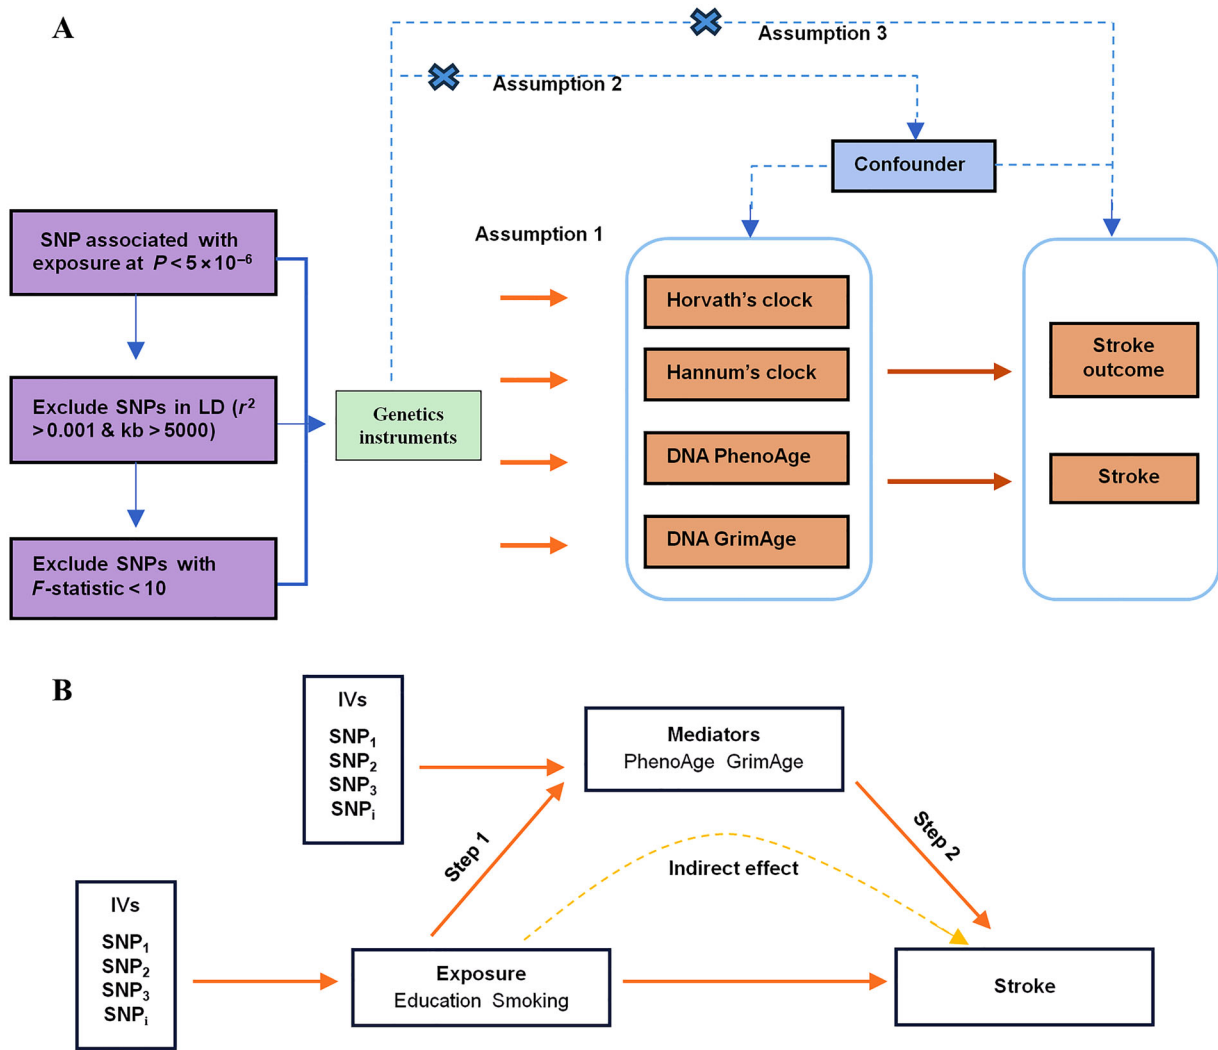 A
Assumption 3
Assumption 2
Confounder
SNP associated with
exposure at P < 5 × 10⁻⁶
Assumption 1
Horvath's clock
Stroke
outcome
Hannum's clock
Exclude SNPs in LD (r²
> 0.001 & kb > 5000)
Genetics
instruments
DNA PhenoAge
Stroke
DNA GrimAge
Exclude SNPs with
F-statistic < 10
B
IVs
SNP₁
SNP₂
SNP₃
SNPᵢ
Mediators
PhenoAge GrimAge
Step 1
Step 2
Indirect effect
IVs
SNP₁
SNP₂
SNP₃
SNPᵢ
Exposure
Education Smoking
Stroke